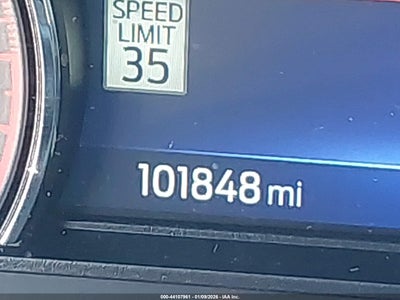 SPEED
LIMIT
35
101848 mi
000-44107961 - 01/09/2026 - IAA Inc.